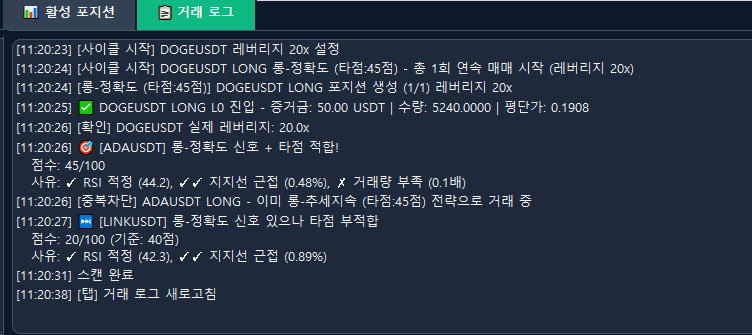 📊 활성 포지션
📋 거래 로그
[11:20:23] [사이클 시작] DOGEUSDT 레버리지 20x 설정
[11:20:24] [사이클 시작] DOGEUSDT LONG 롱-정확도 (타점:45점) - 총 1회 연속 매매 시작 (레버리지 20x)
[11:20:24] [롱-정확도 (타점:45점)] DOGEUSDT LONG 포지션 생성 (1/1) 레버리지 20x
[11:20:25] ✅ DOGEUSDT LONG L0 진입 - 증거금: 50.00 USDT | 수량: 5240.0000 | 평단가: 0.1908
[11:20:26] [확인] DOGEUSDT 실제 레버리지: 20.0x
[11:20:26] 🎯 [ADAUSDT] 롱-정확도 신호 + 타점 적합!
점수: 45/100
사유: ✓ RSI 적정 (44.2), ✓✓ 지지선 근접 (0.48%), ✗ 거래량 부족 (0.1배)
[11:20:26] [중복차단] ADAUSDT LONG - 이미 롱-추세지속 (타점:45점) 전략으로 거래 중
[11:20:27] ⏭ [LINKUSDT] 롱-정확도 신호 있으나 타점 부적합
점수: 20/100 (기준: 40점)
사유: ✓ RSI 적정 (42.3), ✓✓ 지지선 근접 (0.89%)
[11:20:31] 스캔 완료
[11:20:38] [탭] 거래 로그 새로고침